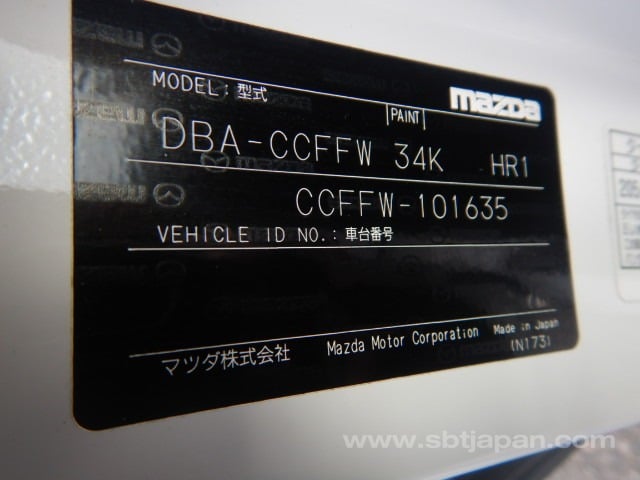 mazda
MODEL: 型式
PAINT
DBA-CCFFW 34K HR1
CCFFW-101635
VEHICLE ID NO.: 車台番号
マツダ株式会社 Mazda Motor Corporation Made in Japan
(N173)
www.sbtjapan.com